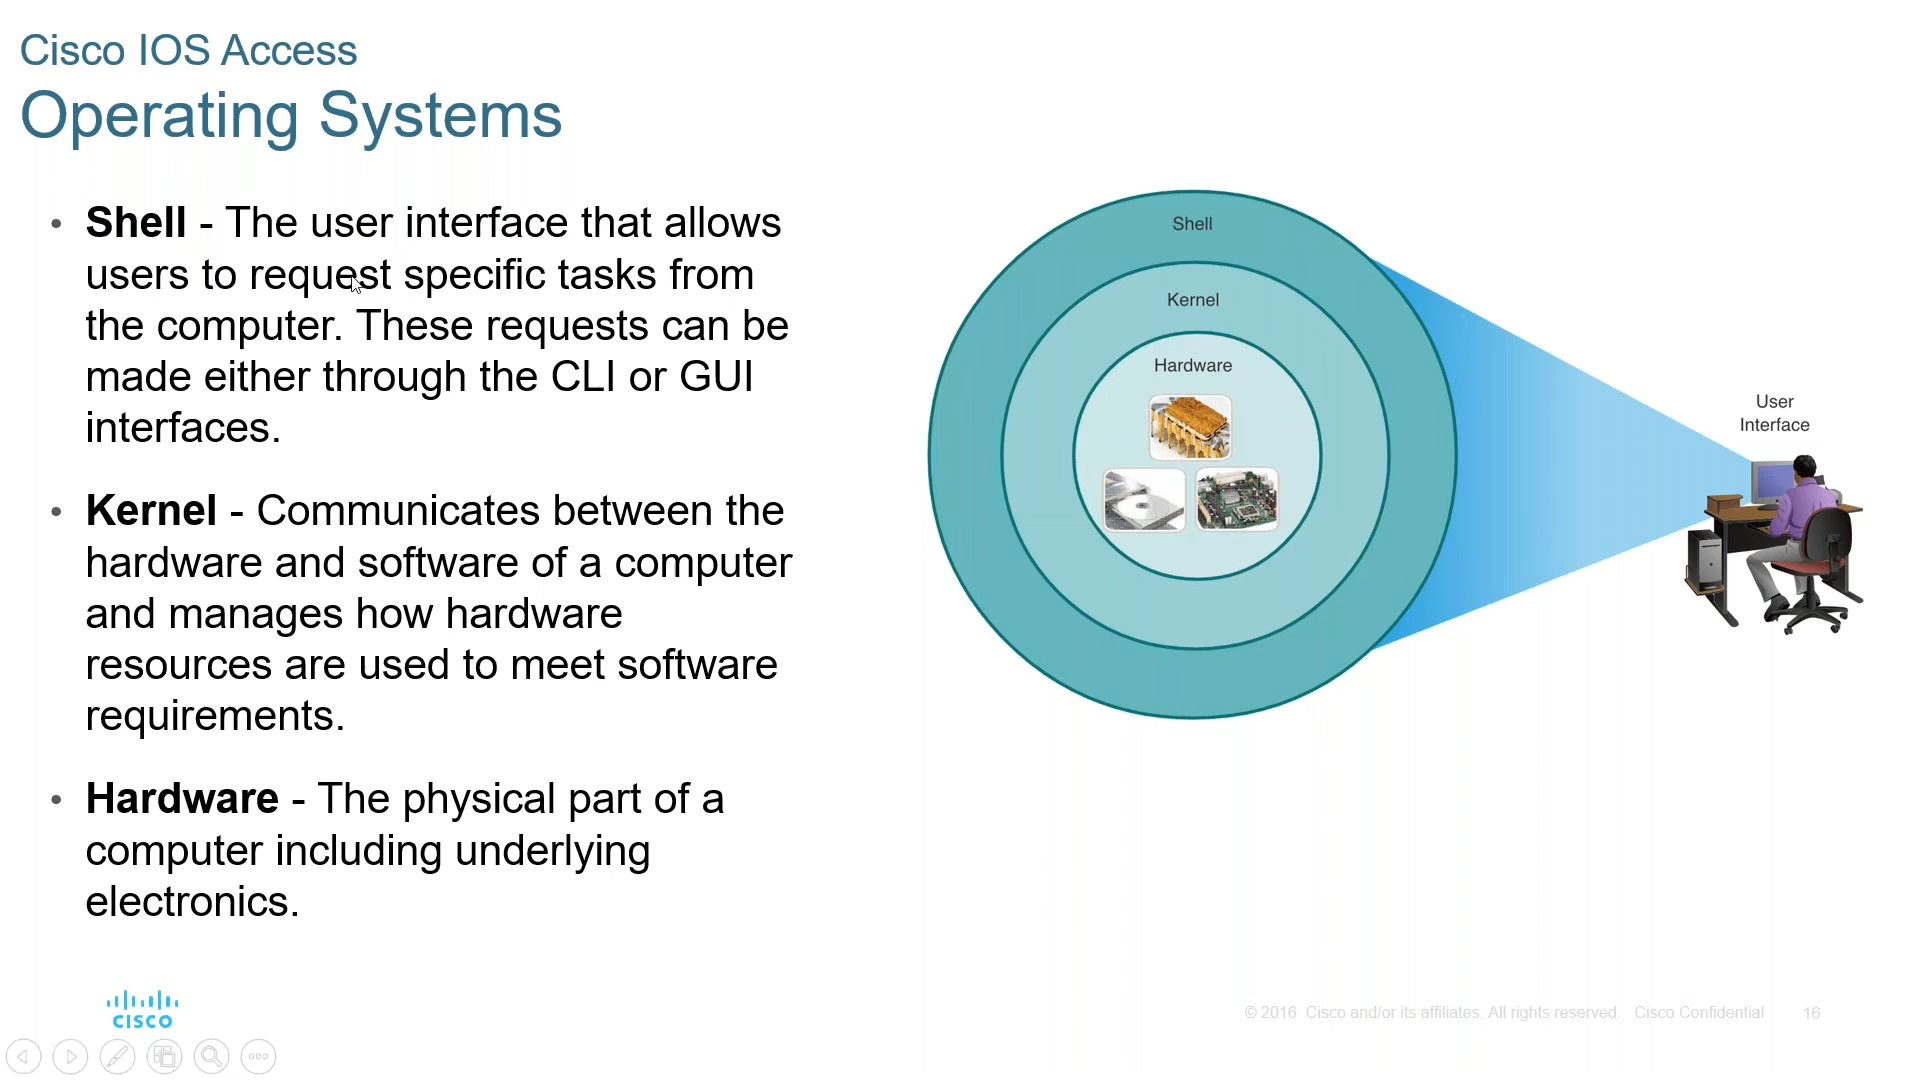 Cisco IOS Access
Operating Systems
• Shell - The user interface that allows
users to request specific tasks from
the computer. These requests can be
made either through the CLI or GUI
interfaces.
• Kernel - Communicates between the
hardware and software of a computer
and manages how hardware
resources are used to meet software
requirements.
• Hardware - The physical part of a
computer including underlying
electronics.
Shell
Kernel
Hardware
User
Interface
CISCO
© 2016 Cisco and/or its affiliates. All rights reserved. Cisco Confidential 16